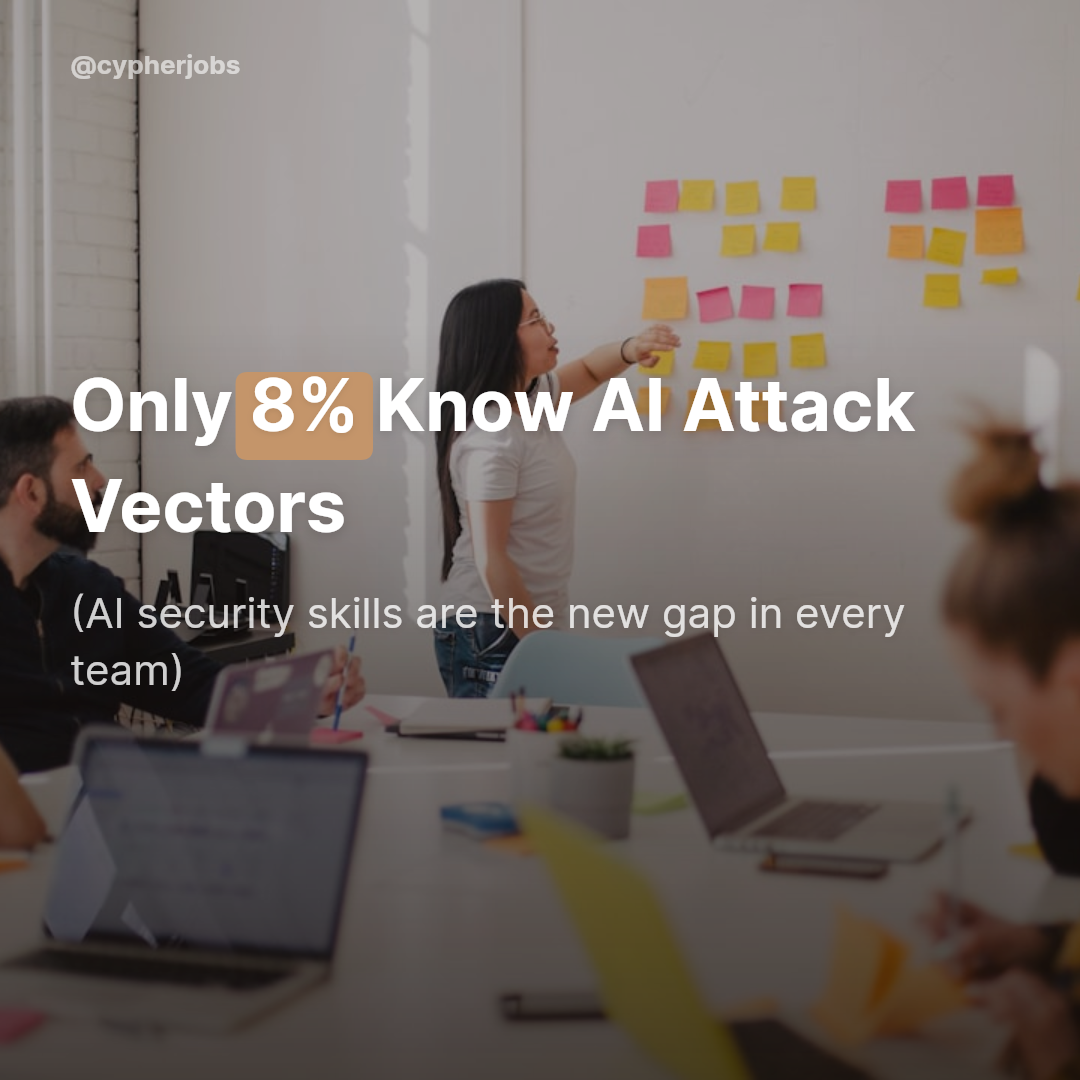 @cypherjobs
Only 8% Know AI Attack
Vectors
(AI security skills are the new gap in every
team)